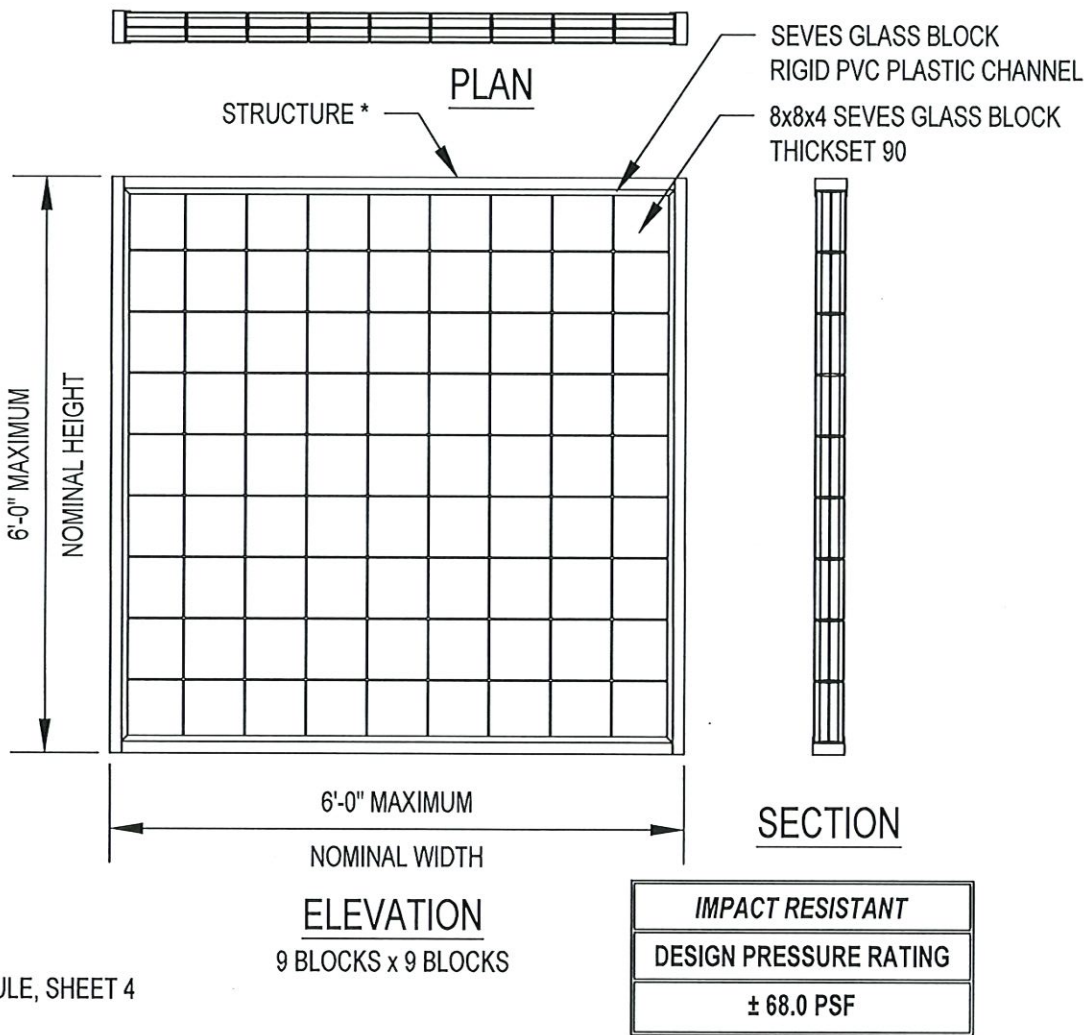 PLAN
SEVES GLASS BLOCK
RIGID PVC PLASTIC CHANNEL
STRUCTURE *
8x8x4 SEVES GLASS BLOCK
THICKSET 90
6'-0" MAXIMUM
NOMINAL HEIGHT
6'-0" MAXIMUM
NOMINAL WIDTH
SECTION
ELEVATION
9 BLOCKS x 9 BLOCKS
IMPACT RESISTANT
DESIGN PRESSURE RATING
± 68.0 PSF
ULE, SHEET 4